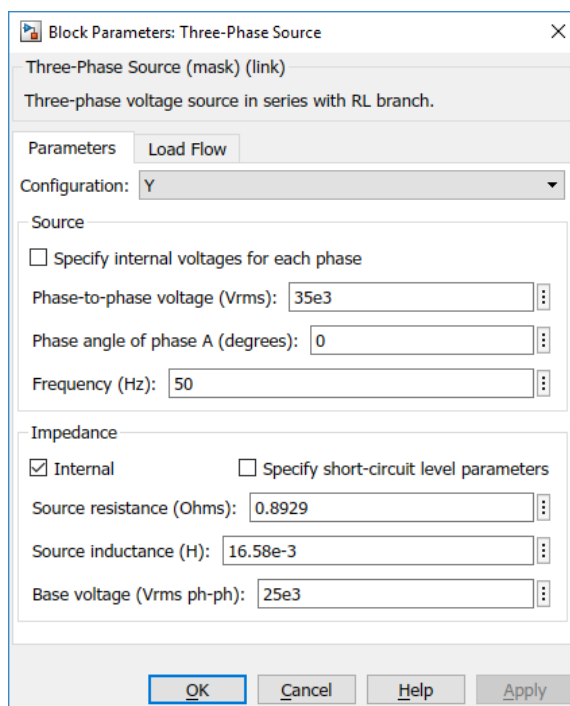 Block Parameters: Three-Phase Source
Three-Phase Source (mask) (link)
Three-phase voltage source in series with RL branch.
Parameters Load Flow
Configuration: Y
Source
Specify internal voltages for each phase
Phase-to-phase voltage (Vrms): 35e3
Phase angle of phase A (degrees): 0
Frequency (Hz): 50
Impedance
Internal Specify short-circuit level parameters
Source resistance (Ohms): 0.8929
Source inductance (H): 16.58e-3
Base voltage (Vrms ph-ph): 25e3
OK Cancel Help Apply